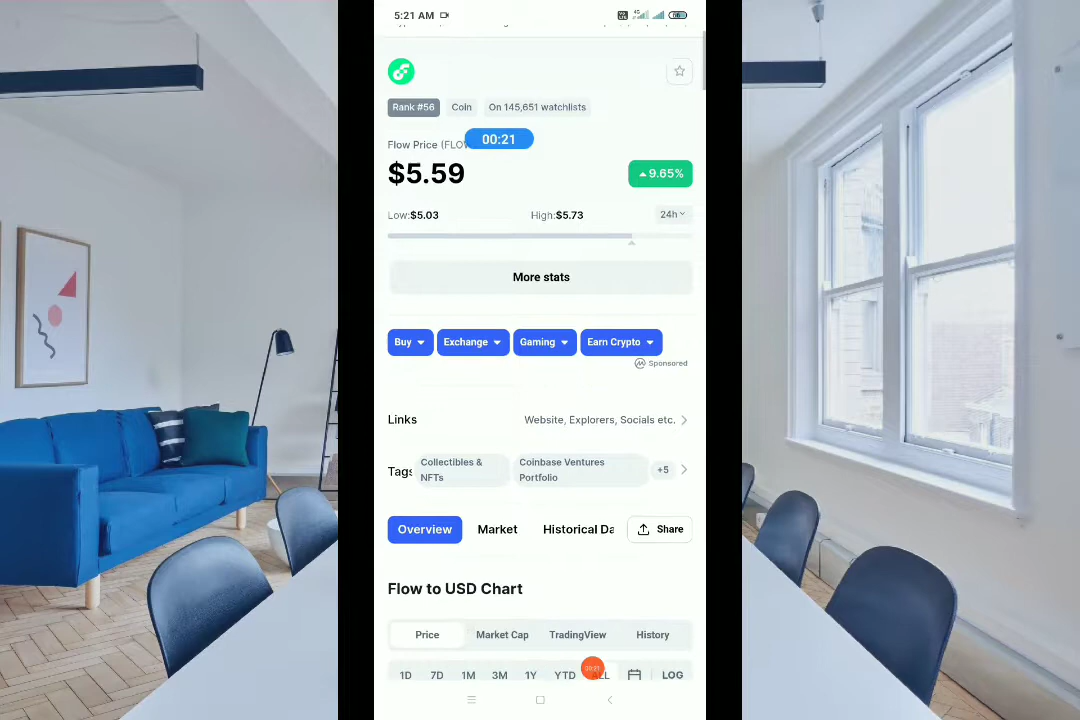 5:21 AM
4G
Rank #56
Coin
On 145,651 watchlists
00:21
Flow Price (FLOW
$5.59
9.65%
Low:$5.03
High:$5.73
24h
More stats
Buy
Exchange
Gaming
Earn Crypto
Sponsored
Links
Website, Explorers, Socials etc.
Tags
Collectibles &
NFTs
Coinbase Ventures
Portfolio
+5
Overview
Market
Historical Da
Share
Flow to USD Chart
Price
Market Cap
TradingView
History
1D
7D
1M
3M
1Y
YTD
ALL
LOG